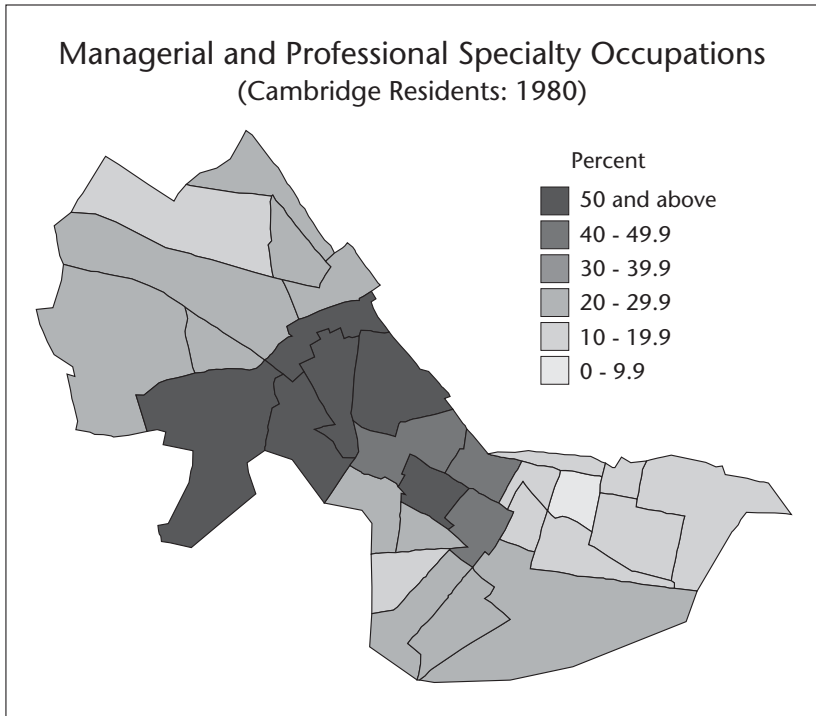 Managerial and Professional Specialty Occupations
(Cambridge Residents: 1980)
Percent
50 and above
40 - 49.9
30 - 39.9
20 - 29.9
10 - 19.9
0 - 9.9